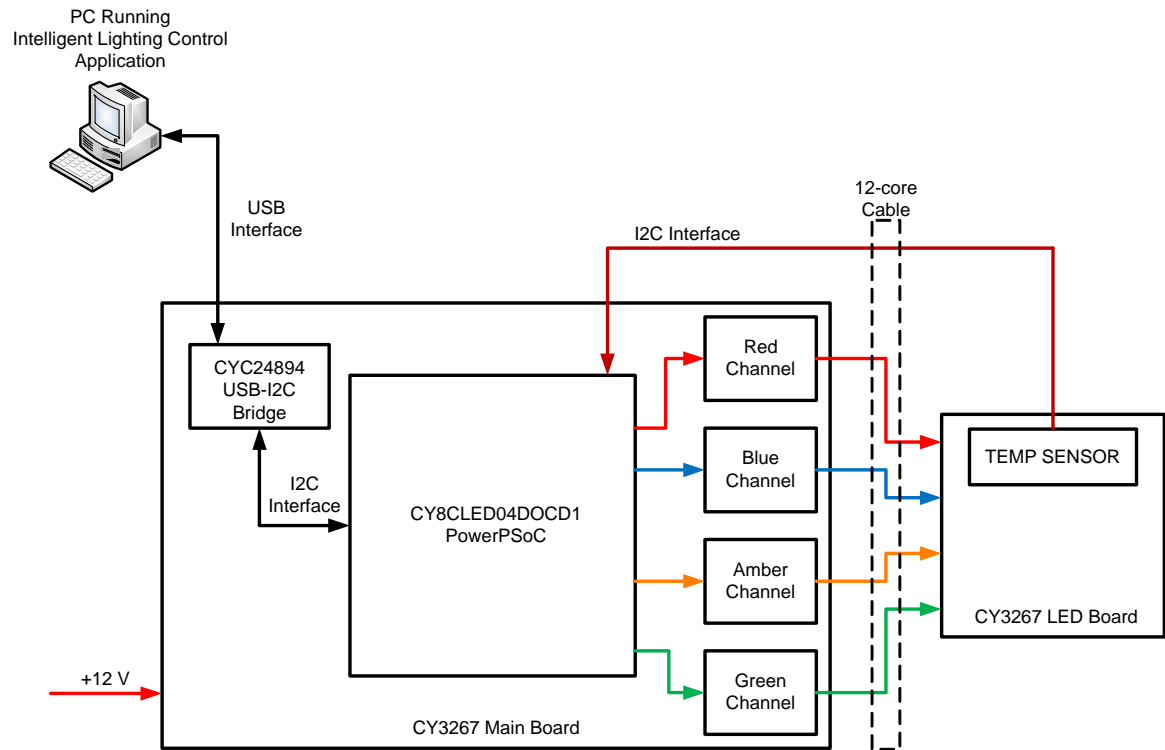 PC Running
Intelligent Lighting Control
Application
USB
Interface
12-core
Cable
I2C Interface
CYC24894
USB-I2C
Bridge
I2C
Interface
CY8CLED04DOCD1
PowerPSoC
Red
Channel
Blue
Channel
Amber
Channel
Green
Channel
TEMP SENSOR
CY3267 LED Board
+12 V
CY3267 Main Board